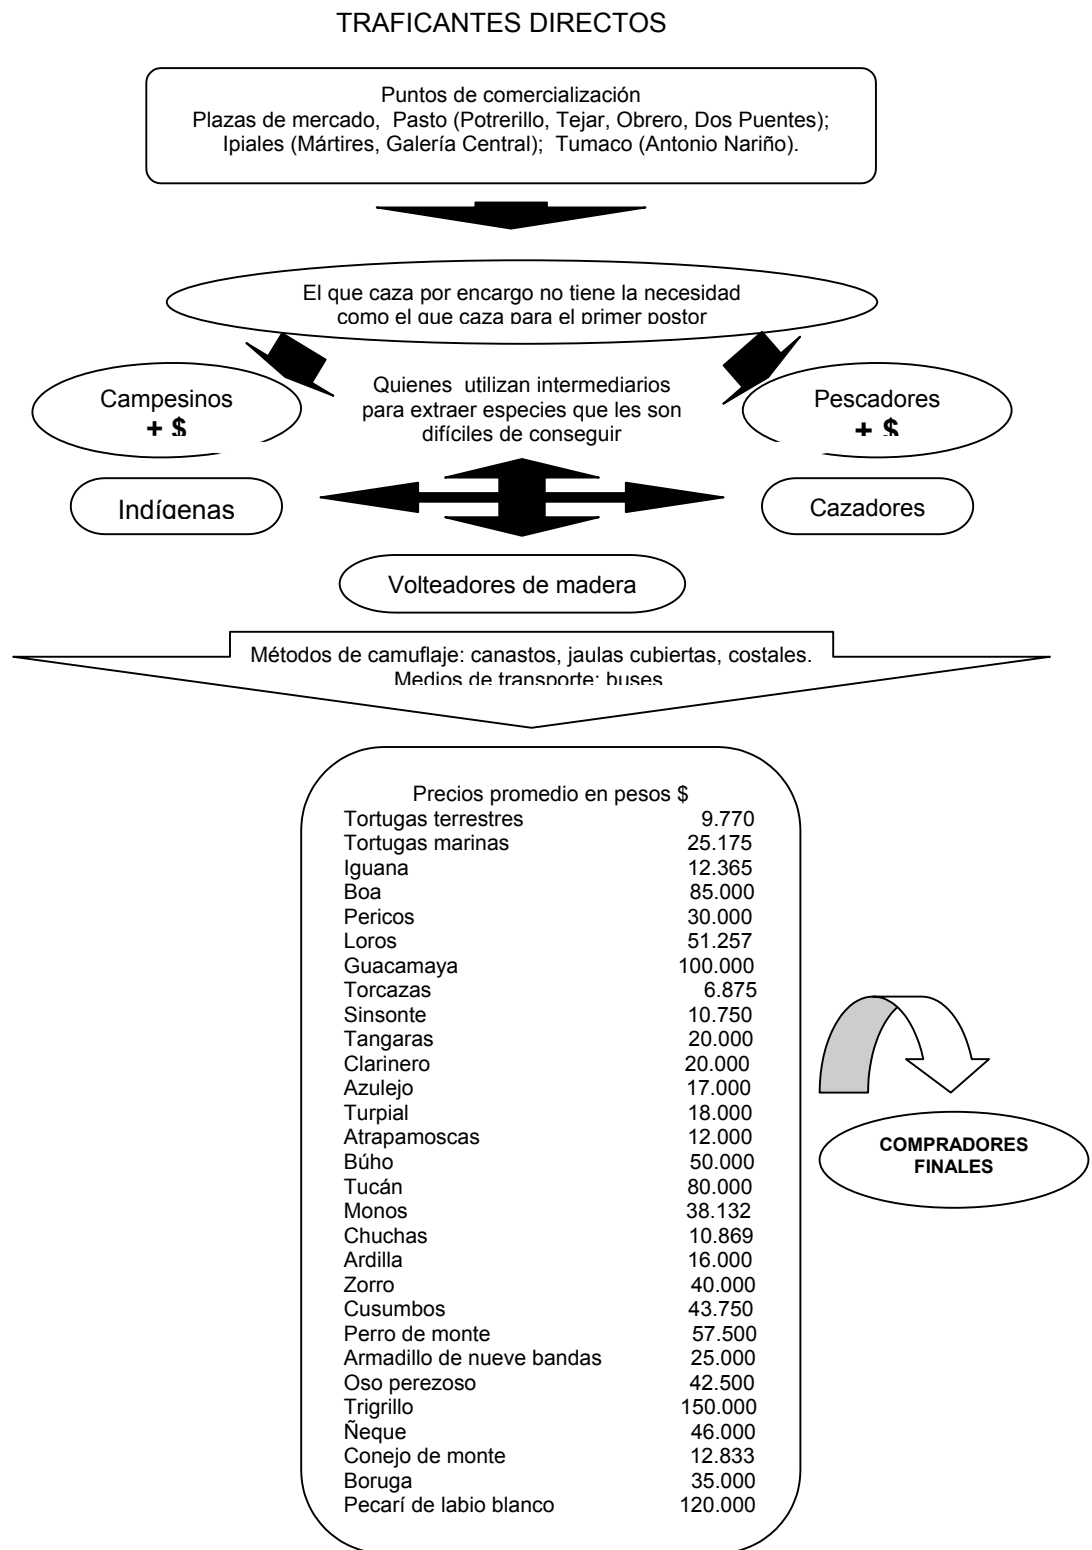 TRAFICANTES DIRECTOS
Puntos de comercialización
Plazas de mercado, Pasto (Potrerillo, Tejar, Obrero, Dos Puentes);
Ipiales (Mártires, Galería Central); Tumaco (Antonio Nariño).
El que caza por encargo no tiene la necesidad
como el que caza para el primer postor
Campesinos
+ $
Quienes utilizan intermediarios
para extraer especies que les son
difíciles de conseguir
Pescadores
+ $
Indígenas
Cazadores
Volteadores de madera
Métodos de camuflaje: canastos, jaulas cubiertas, costales.
Medios de transporte: buses
Precios promedio en pesos $
Tortugas terrestres 9.770
Tortugas marinas 25.175
Iguana 12.365
Boa 85.000
Pericos 30.000
Loros 51.257
Guacamaya 100.000
Torcazas 6.875
Sinsonte 10.750
Tangaras 20.000
Clarinero 20.000
Azulejo 17.000
Turpial 18.000
Atrapamoscas 12.000
Búho 50.000
Tucán 80.000
Monos 38.132
Chuchas 10.869
Ardilla 16.000
Zorro 40.000
Cusumbos 43.750
Perro de monte 57.500
Armadillo de nueve bandas 25.000
Oso perezoso 42.500
Trigrillo 150.000
Ñeque 46.000
Conejo de monte 12.833
Boruga 35.000
Pecarí de labio blanco 120.000
COMPRADORES
FINALES